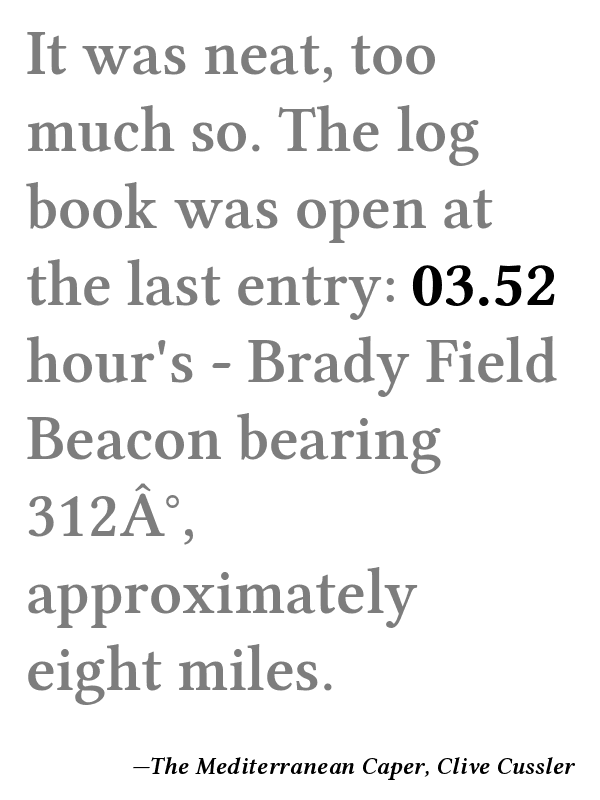 It was neat, too
much so. The log
book was open at
the last entry: 03.52
hour's - Brady Field
Beacon bearing
312Â°,
approximately
eight miles.
—The Mediterranean Caper, Clive Cussler